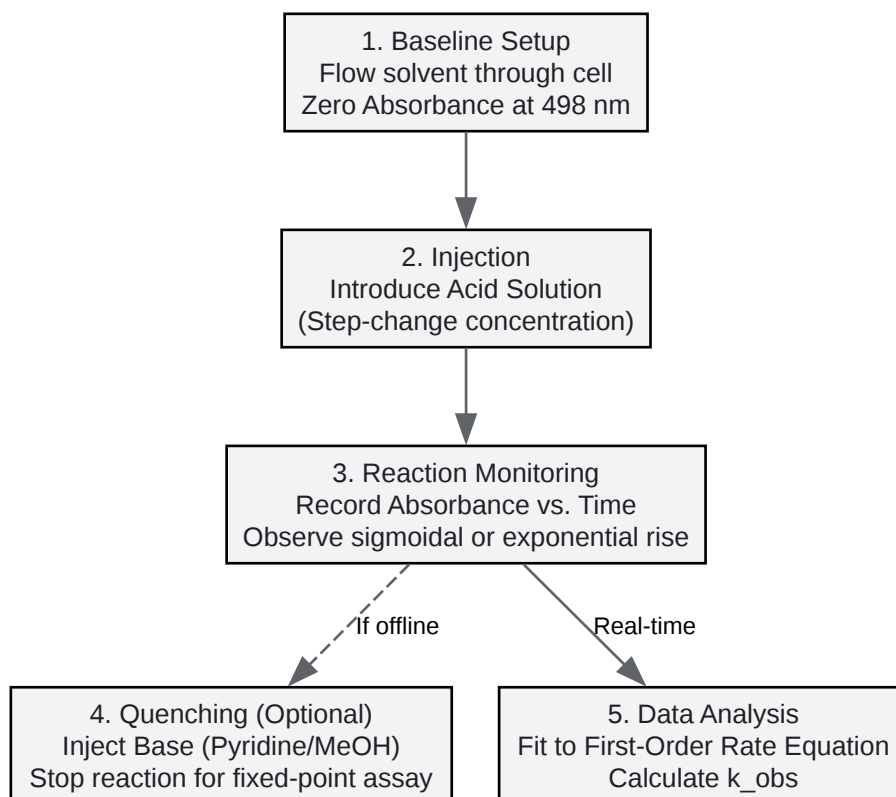 1. Baseline Setup
Flow solvent through cell
Zero Absorbance at 498 nm
2. Injection
Introduce Acid Solution
(Step-change concentration)
3. Reaction Monitoring
Record Absorbance vs. Time
Observe sigmoidal or exponential rise
If offline
Real-time
4. Quenching (Optional)
Inject Base (Pyridine/MeOH)
Stop reaction for fixed-point assay
5. Data Analysis
Fit to First-Order Rate Equation
Calculate k_obs